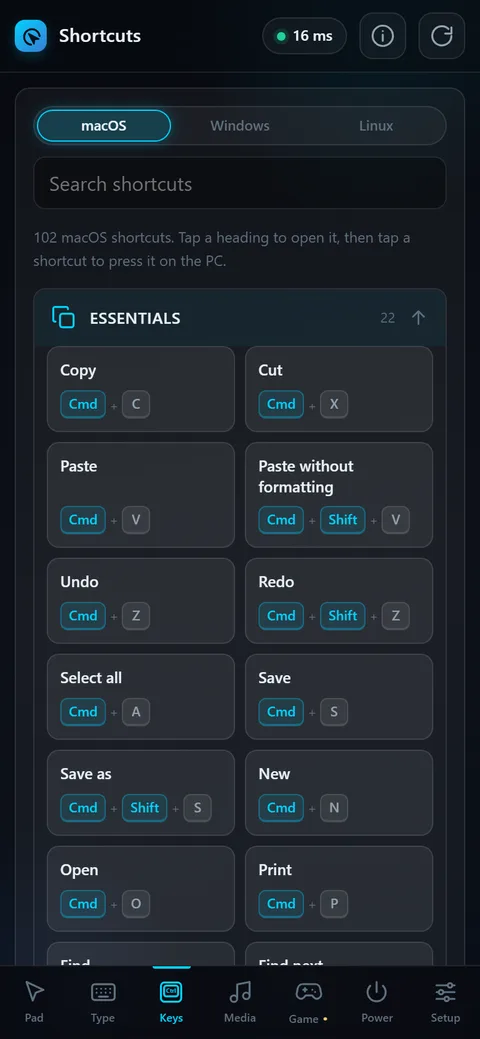 Shortcuts
16 ms
macOS
Windows
Linux
Search shortcuts
102 macOS shortcuts. Tap a heading to open it, then tap a
shortcut to press it on the PC.
ESSENTIALS
22
Copy
Cmd + C
Cut
Cmd + X
Paste
Cmd + V
Paste without
formatting
Cmd + Shift + V
Undo
Cmd + Z
Redo
Cmd + Shift + Z
Select all
Cmd + A
Save
Cmd + S
Save as
Cmd + Shift + S
New
Cmd + N
Open
Cmd + O
Print
Cmd + P
Find
Find next
Ctrl
Pad
Type
Keys
Media
Game
Power
Setup